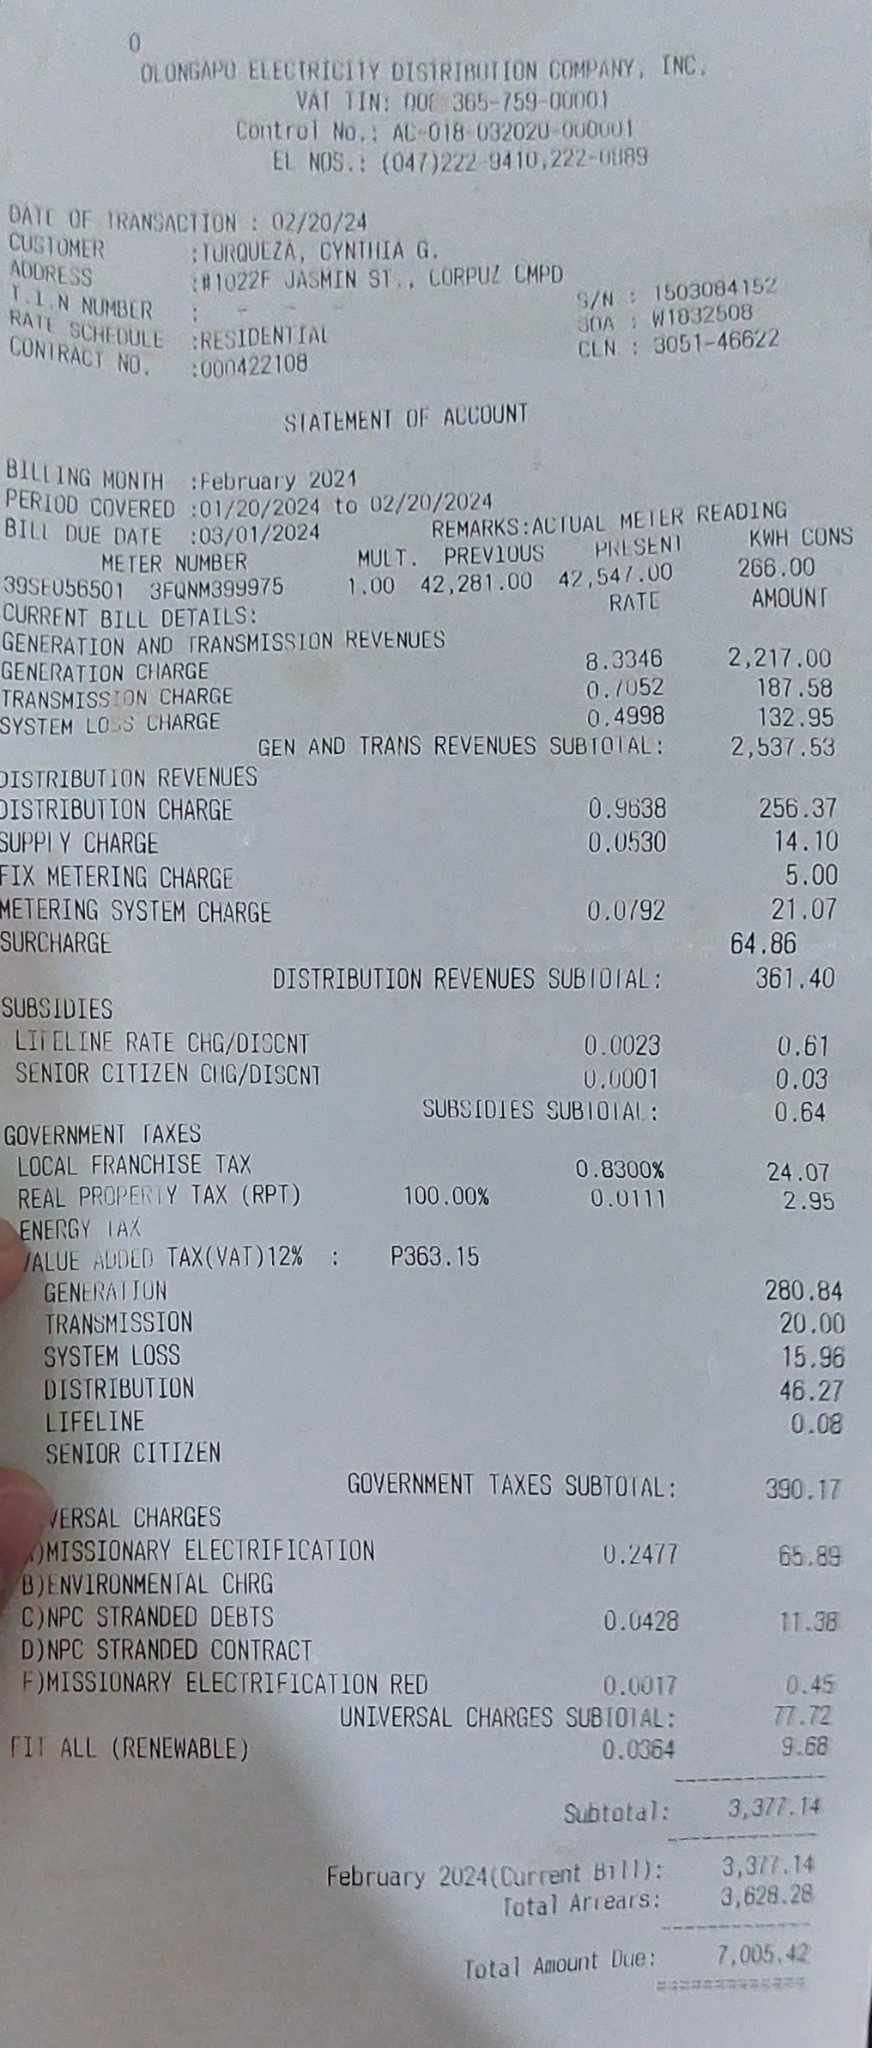 0
OLONGAPO ELECTRICITY DISTRIBUTION COMPANY, INC.
VAT TIN: 008 365-759-00001
Control No.: AC-018-032020-000001
EL NOS.: (047)222-9410,222-0889
DATE OF TRANSACTION : 02/20/24
CUSTOMER :TURQUEZA, CYNTHIA G.
ADDRESS :#1022F JASMIN ST., CORPUZ CMPD
T.I.N NUMBER : - - - S/N : 1503084152
RATE SCHEDULE :RESIDENTIAL SOA : W1832508
CONTRACT NO. :000422108 CLN : 3051-46622
STATEMENT OF ACCOUNT
BILLING MONTH :February 2024
PERIOD COVERED :01/20/2024 to 02/20/2024
BILL DUE DATE :03/01/2024 REMARKS:ACTUAL METER READING
METER NUMBER MULT. PREVIOUS PRESENT KWH CONS
39SE056501 3FQNM399975 1.00 42,281.00 42,547.00 266.00
CURRENT BILL DETAILS: RATE AMOUNT
GENERATION AND TRANSMISSION REVENUES
GENERATION CHARGE 8.3346 2,217.00
TRANSMISSION CHARGE 0.7052 187.58
SYSTEM LOSS CHARGE 0.4998 132.95
GEN AND TRANS REVENUES SUBTOTAL: 2,537.53
DISTRIBUTION REVENUES
DISTRIBUTION CHARGE 0.9638 256.37
SUPPLY CHARGE 0.0530 14.10
FIX METERING CHARGE 5.00
METERING SYSTEM CHARGE 0.0792 21.07
SURCHARGE 64.86
DISTRIBUTION REVENUES SUBTOTAL: 361.40
SUBSIDIES
LIFELINE RATE CHG/DISCNT 0.0023 0.61
SENIOR CITIZEN CHG/DISCNT 0.0001 0.03
SUBSIDIES SUBTOTAL: 0.64
GOVERNMENT TAXES
LOCAL FRANCHISE TAX 0.8300% 24.07
REAL PROPERTY TAX (RPT) 100.00% 0.0111 2.95
ENERGY TAX
VALUE ADDED TAX(VAT)12% : P363.15
GENERATION 280.84
TRANSMISSION 20.00
SYSTEM LOSS 15.96
DISTRIBUTION 46.27
LIFELINE 0.08
SENIOR CITIZEN
GOVERNMENT TAXES SUBTOTAL: 390.17
VERSAL CHARGES
A)MISSIONARY ELECTRIFICATION 0.2477 65.89
B)ENVIRONMENTAL CHRG
C)NPC STRANDED DEBTS 0.0428 11.38
D)NPC STRANDED CONTRACT
F)MISSIONARY ELECTRIFICATION RED 0.0017 0.45
UNIVERSAL CHARGES SUBTOTAL: 77.72
FIT ALL (RENEWABLE) 0.0364 9.68
Subtotal: 3,377.14
February 2024(Current Bill): 3,377.14
Total Arrears: 3,628.28
Total Amount Due: 7,005.42